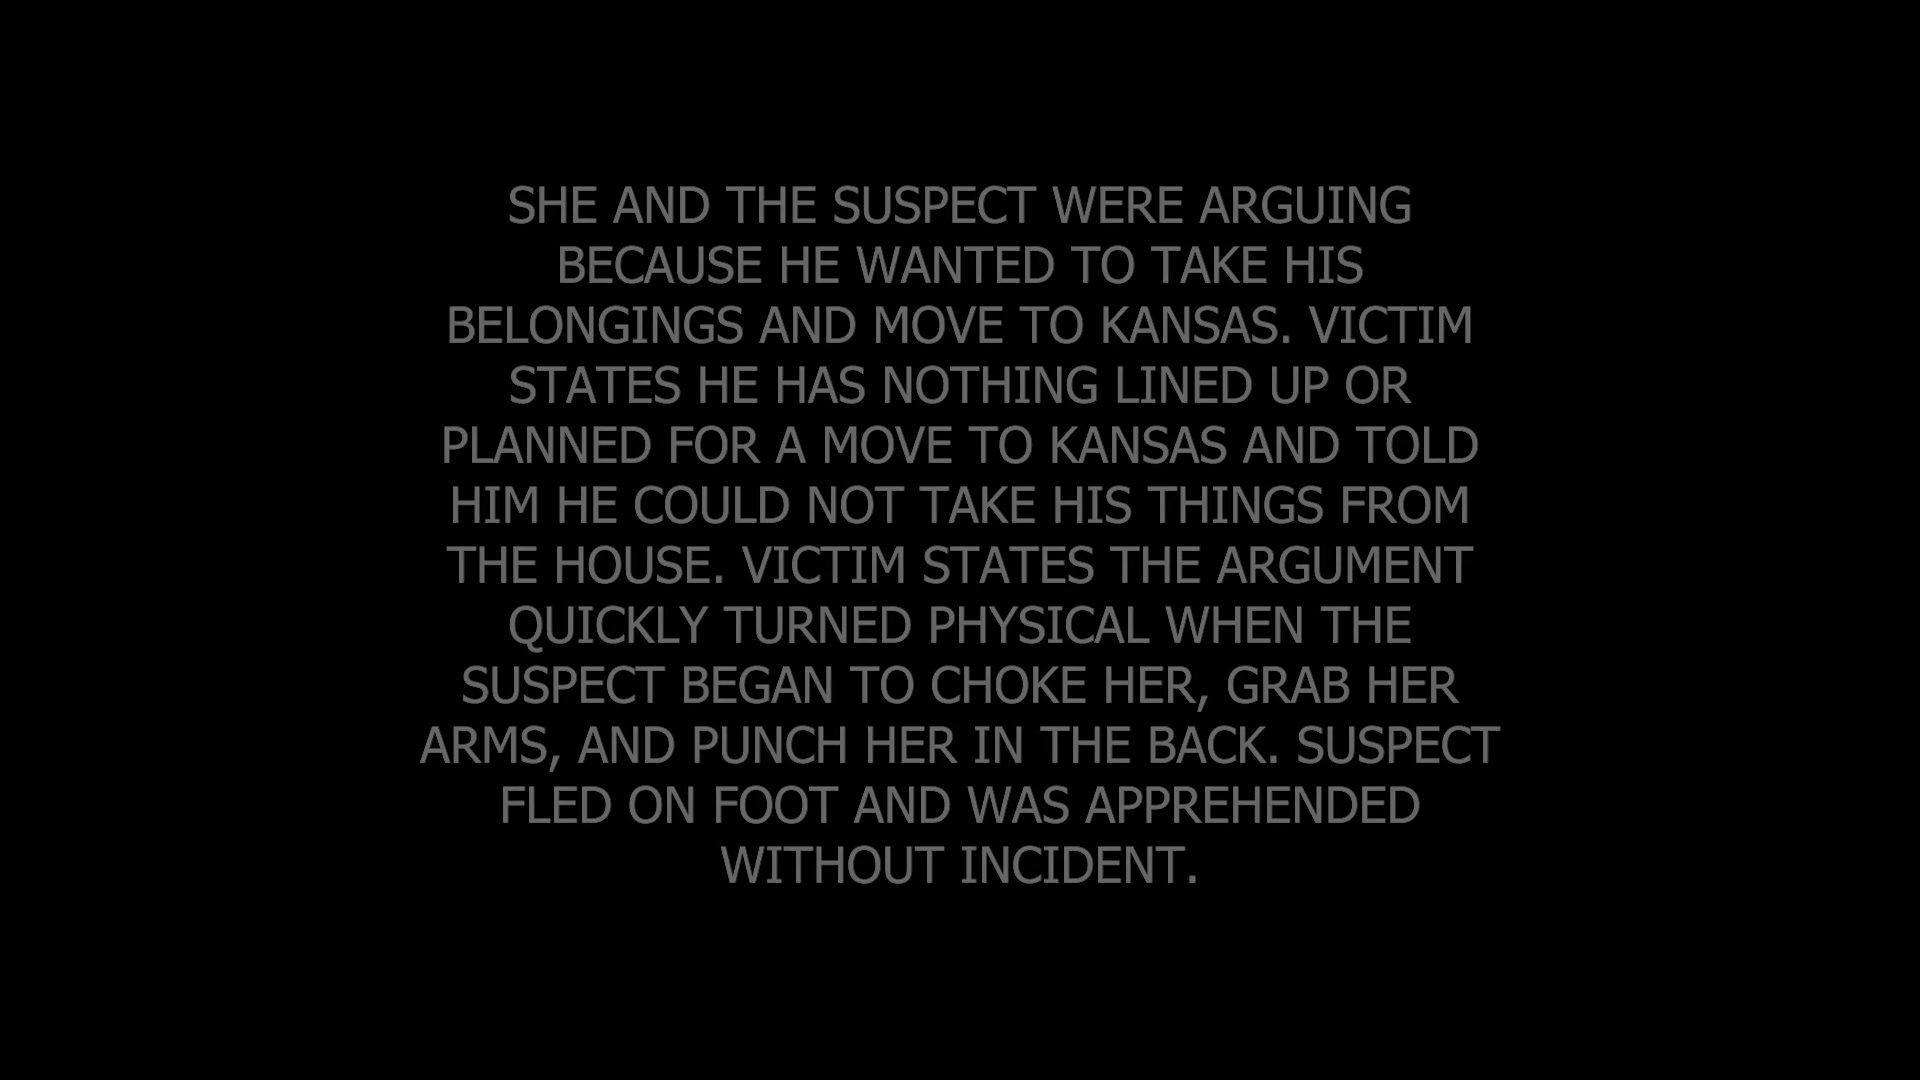 SHE AND THE SUSPECT WERE ARGUING
BECAUSE HE WANTED TO TAKE HIS
BELONGINGS AND MOVE TO KANSAS. VICTIM
STATES HE HAS NOTHING LINED UP OR
PLANNED FOR A MOVE TO KANSAS AND TOLD
HIM HE COULD NOT TAKE HIS THINGS FROM
THE HOUSE. VICTIM STATES THE ARGUMENT
QUICKLY TURNED PHYSICAL WHEN THE
SUSPECT BEGAN TO CHOKE HER, GRAB HER
ARMS, AND PUNCH HER IN THE BACK. SUSPECT
FLED ON FOOT AND WAS APPREHENDED
WITHOUT INCIDENT.